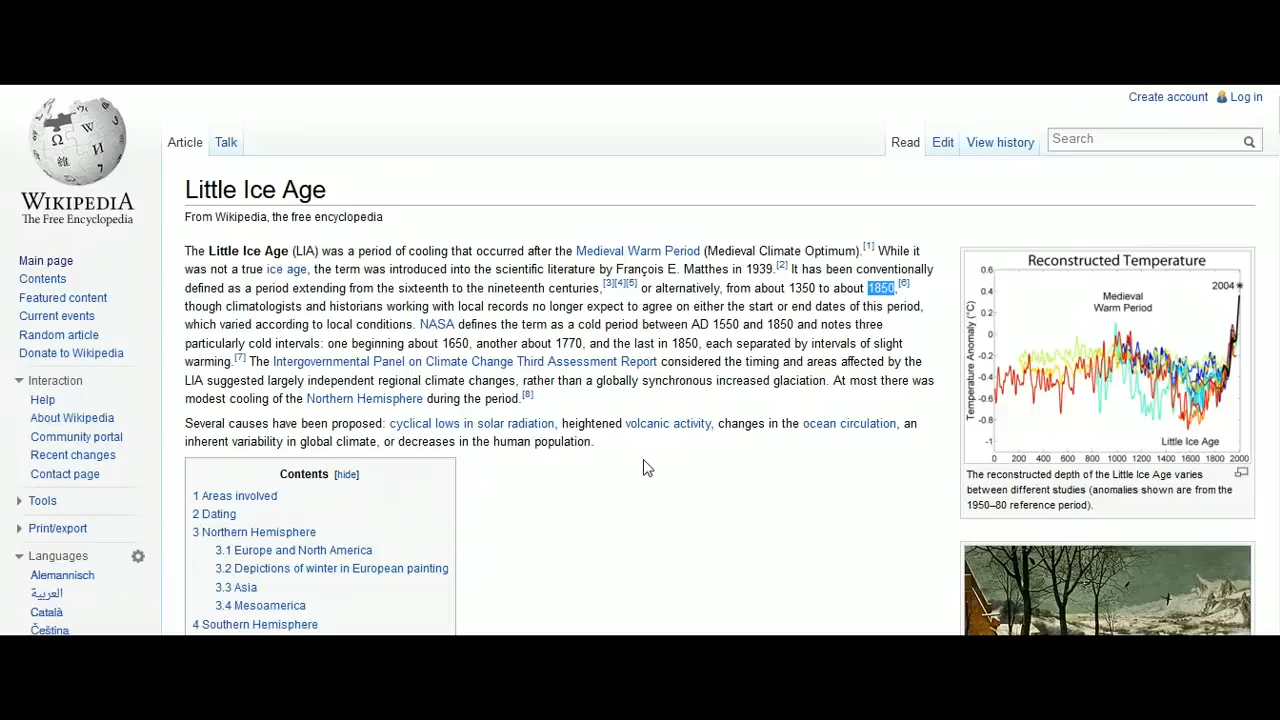 Create account Log in
Article Talk Read Edit View history Search
WIKIPEDIA
The Free Encyclopedia
Main page
Contents
Featured content
Current events
Random article
Donate to Wikipedia
Interaction
Help
About Wikipedia
Community portal
Recent changes
Contact page
Tools
Print/export
Languages
Alemannisch
العربية
Català
Čeština
Little Ice Age
From Wikipedia, the free encyclopedia
The Little Ice Age (LIA) was a period of cooling that occurred after the Medieval Warm Period (Medieval Climate Optimum).[1] While it
was not a true ice age, the term was introduced into the scientific literature by François E. Matthes in 1939.[2] It has been conventionally
defined as a period extending from the sixteenth to the nineteenth centuries,[3][4][5] or alternatively, from about 1350 to about 1850,[6]
though climatologists and historians working with local records no longer expect to agree on either the start or end dates of this period,
which varied according to local conditions. NASA defines the term as a cold period between AD 1550 and 1850 and notes three
particularly cold intervals: one beginning about 1650, another about 1770, and the last in 1850, each separated by intervals of slight
warming.[7] The Intergovernmental Panel on Climate Change Third Assessment Report considered the timing and areas affected by the
LIA suggested largely independent regional climate changes, rather than a globally synchronous increased glaciation. At most there was
modest cooling of the Northern Hemisphere during the period.[8]
Several causes have been proposed: cyclical lows in solar radiation, heightened volcanic activity, changes in the ocean circulation, an
inherent variability in global climate, or decreases in the human population.
Contents [hide]
1 Areas involved
2 Dating
3 Northern Hemisphere
3.1 Europe and North America
3.2 Depictions of winter in European painting
3.3 Asia
3.4 Mesoamerica
4 Southern Hemisphere
Reconstructed Temperature
Temperature Anomaly (°C)
0.6
0.4
0.2
0
-0.2
-0.4
-0.6
-0.8
-1
2004*
Medieval
Warm Period
Little Ice Age
0 200 400 600 800 1000 1200 1400 1600 1800 2000
The reconstructed depth of the Little Ice Age varies
between different studies (anomalies shown are from the
1950–80 reference period).